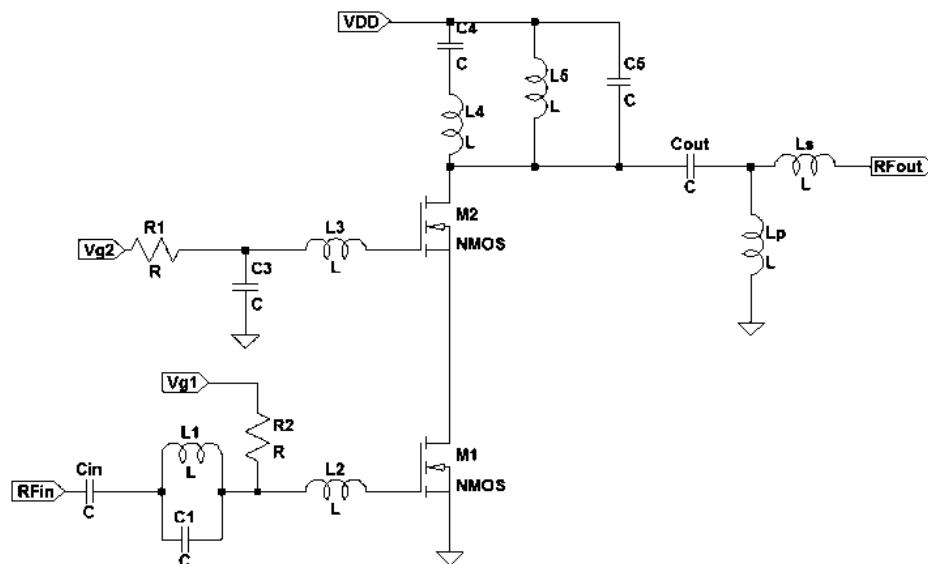 VDD
C4
C
L5
L
C5
C
L4
L
Cout
C
Ls
L
RFout
M2
NMOS
R1
Vg2
R
L3
L
C3
C
Lp
L
Vg1
R2
R
L1
L
M1
NMOS
Cin
RFin
C
L2
L
C1
C